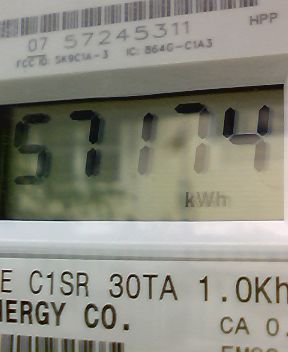 07 57245311
HPP
FCC ID: SK9C1A-3 IC: 864G-C1A3
57174
kWh
E C1SR 30TA 1.0Kh
NERGY CO.
CA 0.